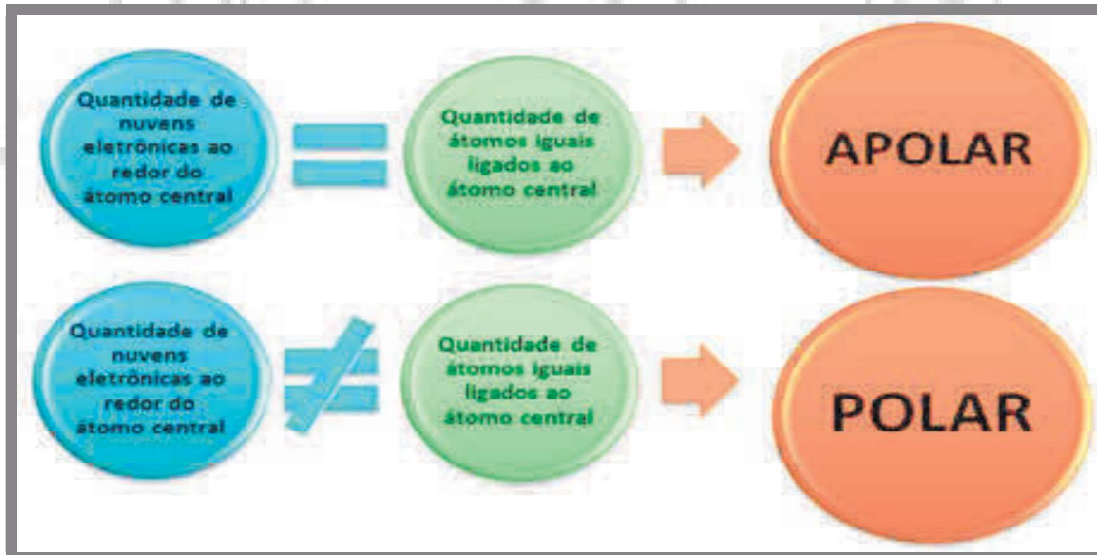 Quantidade de
nuvens
eletrônicas ao
redor do
átomo central
Quantidade de
átomos iguais
ligados ao
átomo central
APOLAR
Quantidade de
nuvens
eletrônicas ao
redor do
átomo central
Quantidade de
átomos iguais
ligados ao
átomo central
POLAR